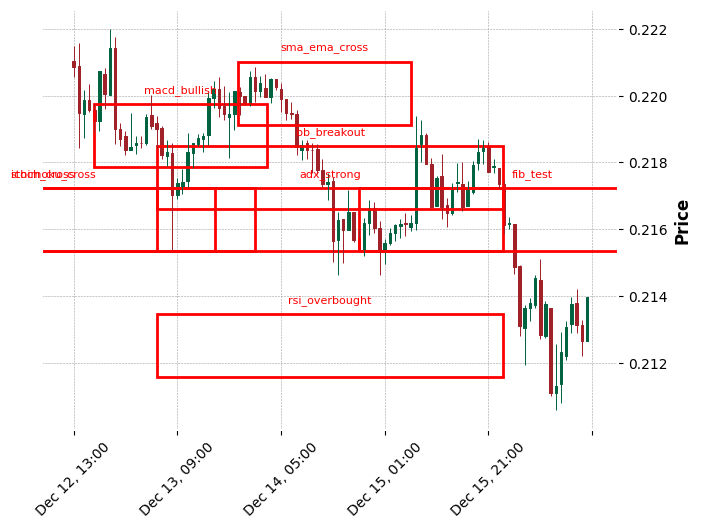 sma_ema_cross
macd_bullish
bb_breakout
adx_strong
fib_test
rsi_overbought
0.222
0.220
0.218
0.216
0.214
0.212
Price
Dec 12, 13:00
Dec 13, 09:00
Dec 14, 05:00
Dec 15, 01:00
Dec 15, 21:00